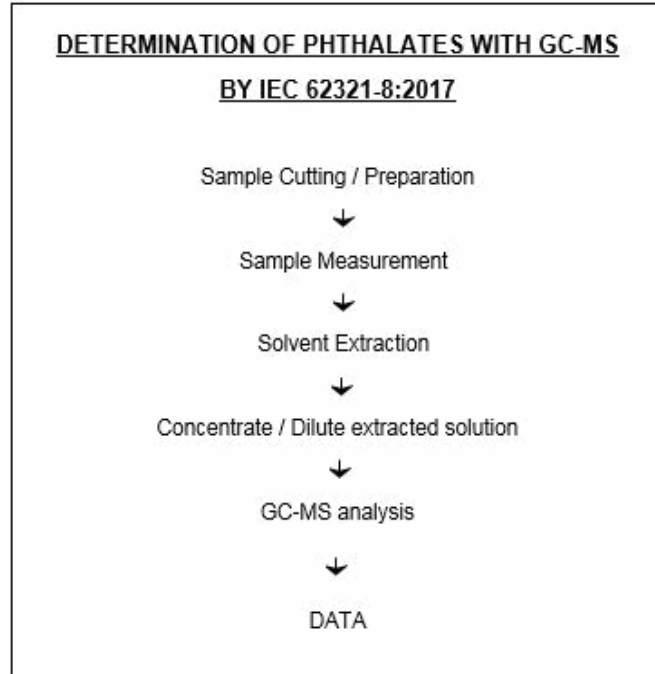 DETERMINATION OF PHTHALATES WITH GC-MS
BY IEC 62321-8:2017
Sample Cutting / Preparation
Sample Measurement
Solvent Extraction
Concentrate / Dilute extracted solution
GC-MS analysis
DATA